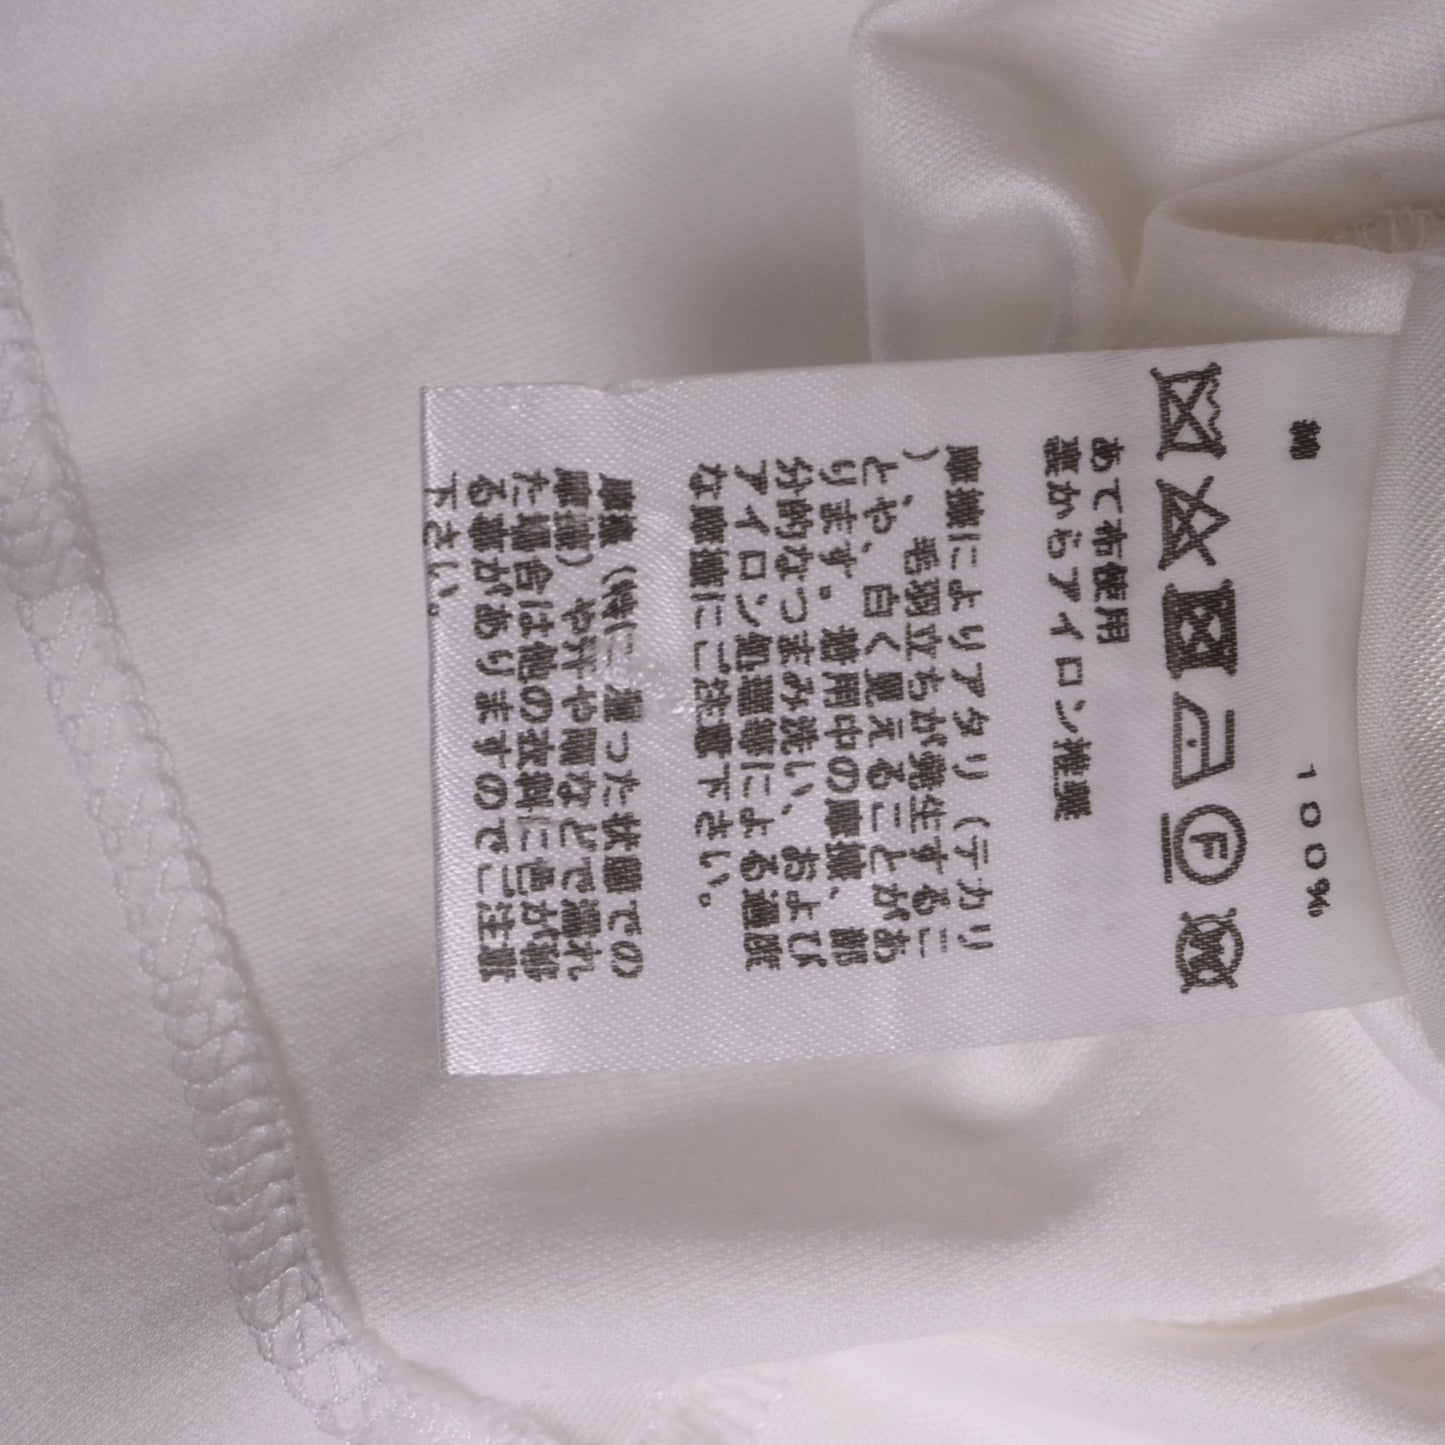 綿 100%
あて布使用
裏からアイロン推奨
摩擦によりアタリ(テカリ
)、毛羽立ちが発生するこ
とや、白く見えることがあ
ります。着用中の摩擦、部
分的なつまみ洗い、および
アイロン処理等による過度
な摩擦にご注意下さい。
摩擦(特に湿った状態での
摩擦)や汗や雨などで濡れ
た場合は他の衣料に色が移
る事がありますのでご注意
下さい。